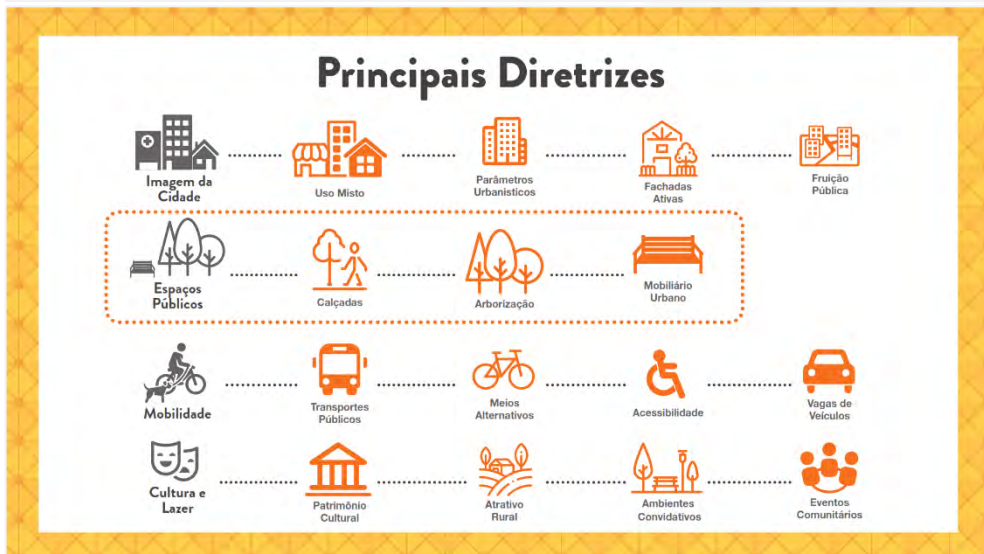 Principais Diretrizes
Imagem da
Cidade
Uso Misto
Parâmetros
Urbanisticos
Fachadas
Ativas
Fruição
Pública
Espaços
Públicos
Calçadas
Arborização
Mobiliário
Urbano
Mobilidade
Transportes
Públicos
Meios
Alternativos
Acessibilidade
Vagas de
Veículos
Cultura e
Lazer
Patrimônio
Cultural
Atrativo
Rural
Ambientes
Convidativos
Eventos
Comunitários